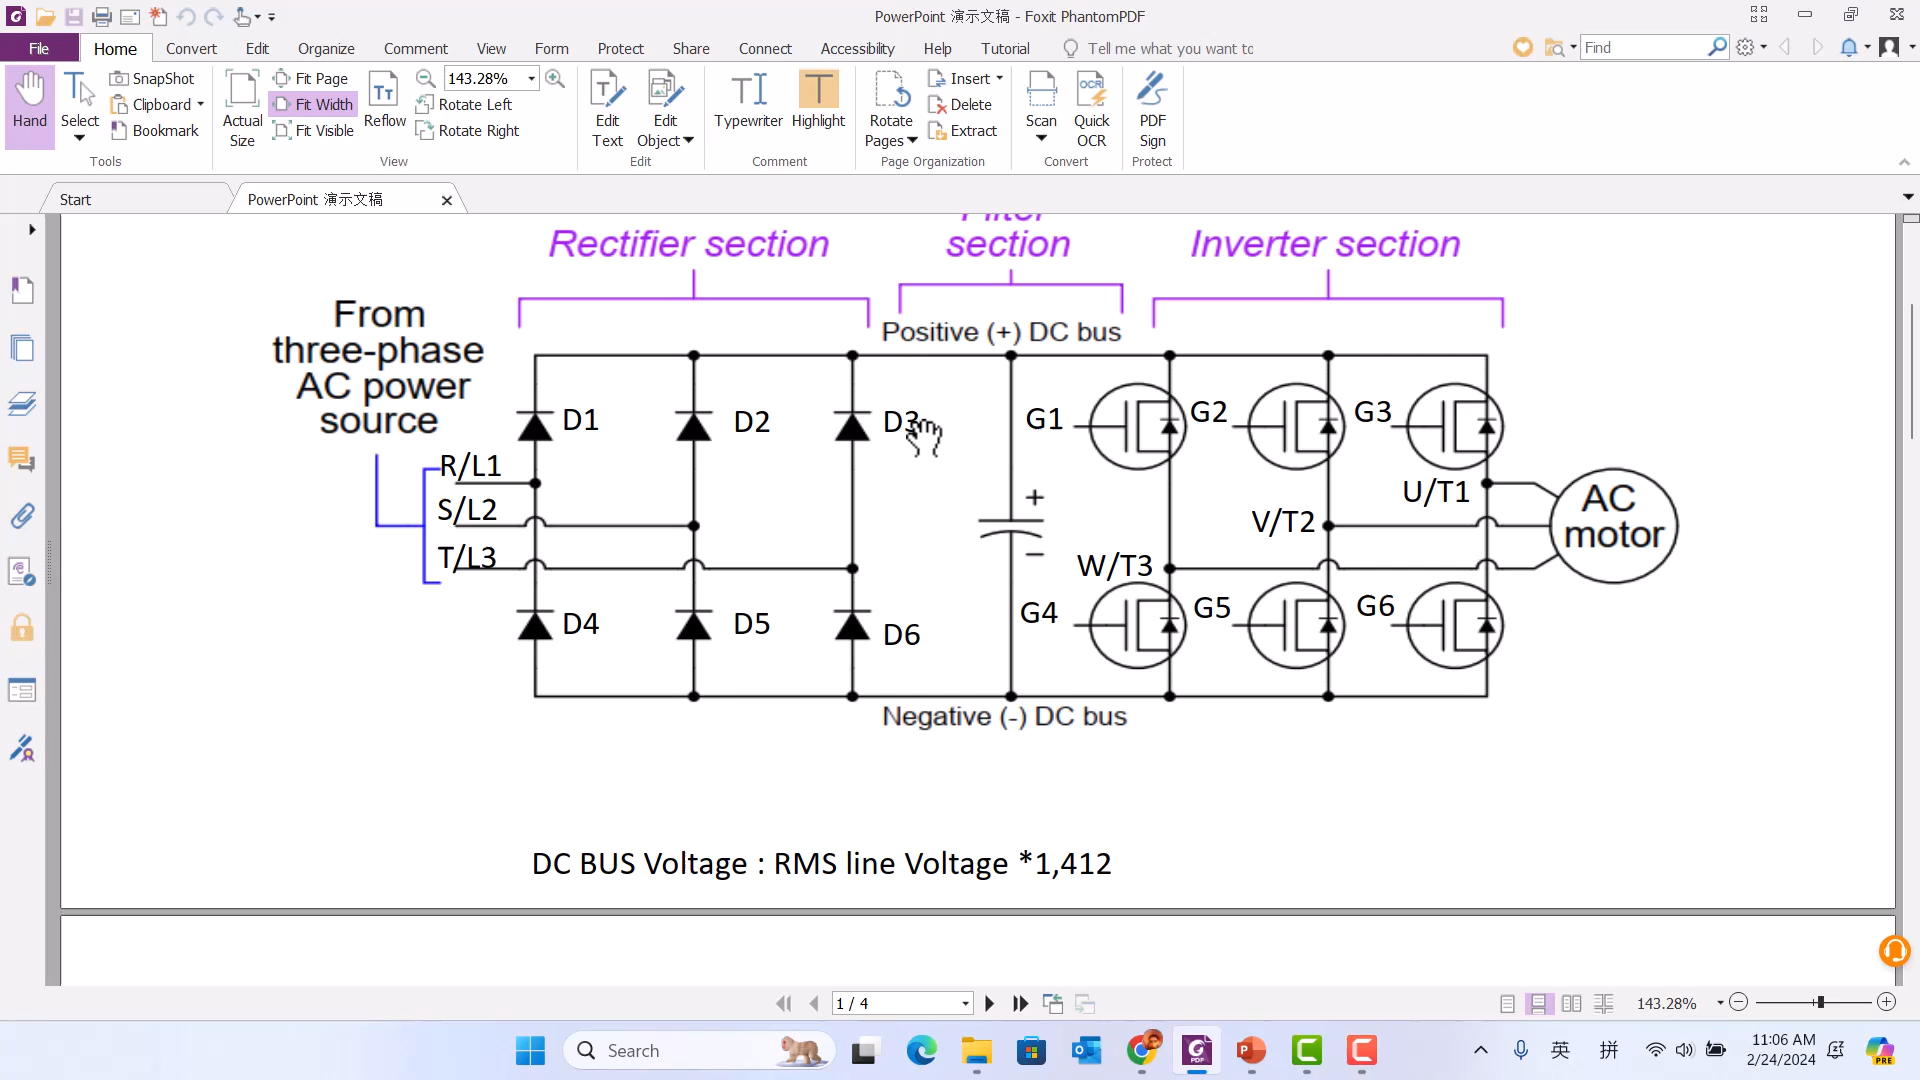 PowerPoint 演示文稿 - Foxit PhantomPDF
File Home Convert Edit Organize Comment View Form Protect Share Connect Accessibility Help Tutorial Tell me what you want to Find
Hand
Select
SnapShot
Clipboard
Bookmark
Tools
Actual Size
Fit Page
Fit Width
Fit Visible
Reflow
143.28%
Rotate Left
Rotate Right
View
Edit Text
Edit Object
Edit
Typewriter
Highlight
Comment
Rotate Pages
Insert
Delete
Extract
Page Organization
Scan
Quick OCR
Convert
PDF Sign
Protect
Start
PowerPoint 演示文稿
Rectifier section
Filter section
Inverter section
From
three-phase
AC power
source
Positive (+) DC bus
D1
D2
D3
G1
G2
G3
R/L1
S/L2
T/L3
+
−
U/T1
V/T2
W/T3
AC
motor
D4
D5
D6
G4
G5
G6
Negative (-) DC bus
DC BUS Voltage : RMS line Voltage *1,412
1 / 4
143.28%
Search
英
拼
11:06 AM
2/24/2024